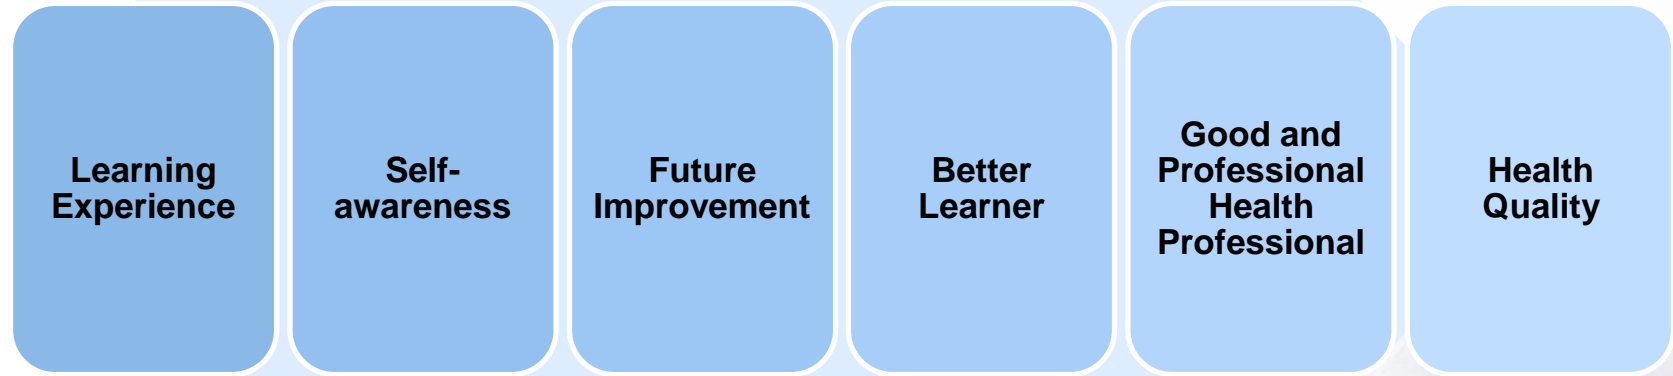 Learning
Experience
Self-
awareness
Future
Improvement
Better
Learner
Good and
Professional
Health
Professional
Health
Quality